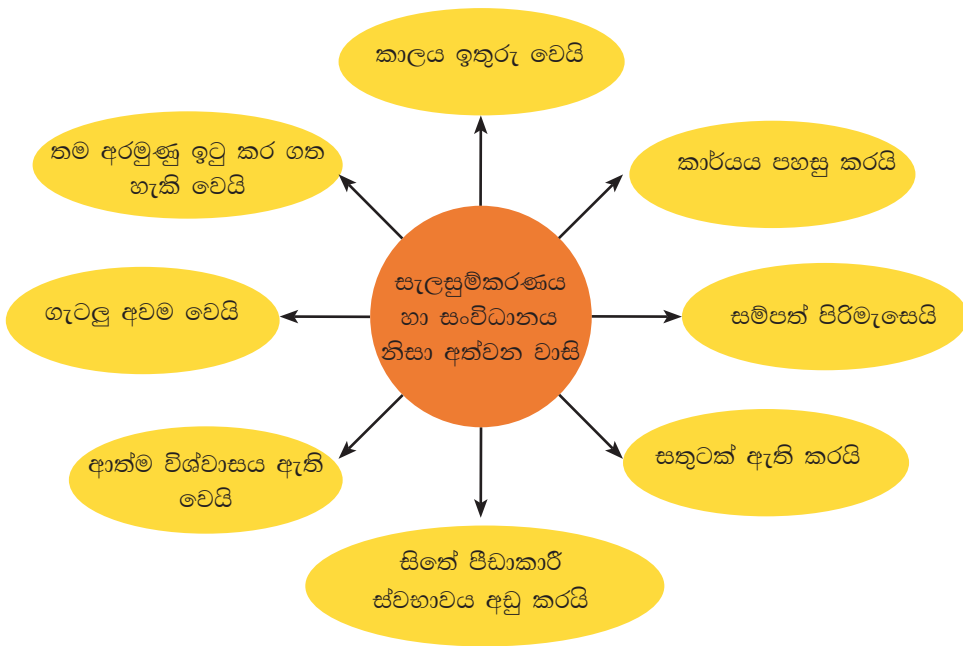 කාලය ඉතුරු වෙයි
තම අරමුණු ඉටු කර ගත
හැකි වෙයි
කාර්යය පහසු කරයි
සැලසුම්කරණය
හා සංවිධානය
නිසා අත්වන වාසි
ගැටලු අවම වෙයි
සම්පත් පිරිමැසෙයි
ආත්ම විශ්වාසය ඇති
වෙයි
සතුටක් ඇති කරයි
සිතේ පීඩාකාරී
ස්වභාවය අඩු කරයි